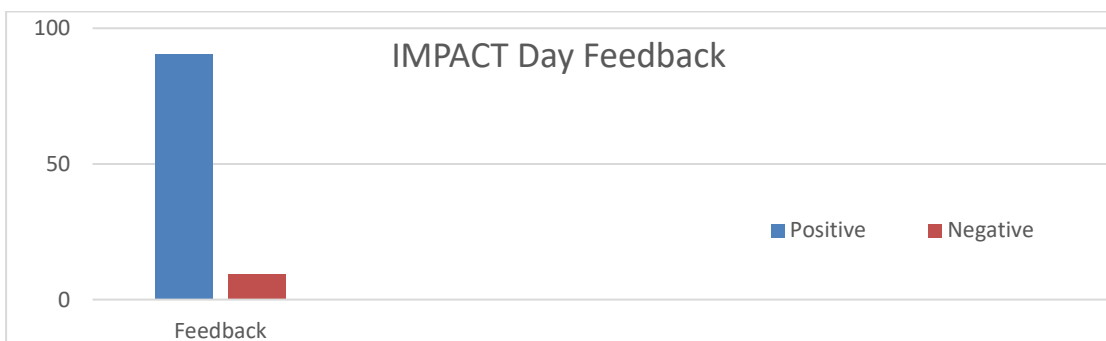 100
IMPACT Day Feedback
50
Positive
Negative
0
Feedback